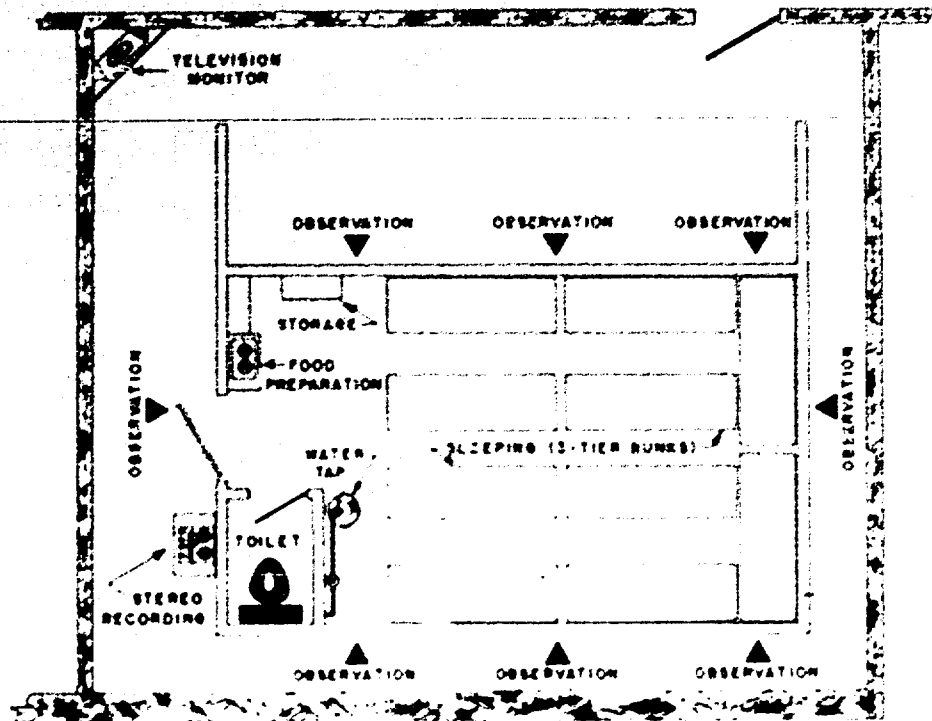 TELEVISION
MONITOR
OBSERVATION
OBSERVATION
OBSERVATION
STORAGE
FOOD
PREPARATION
OBSERVATION
OBSERVATION
SLEEPING (3-TIER BUNKS)
WATER
TAP
TOILET
STEREO
RECORDING
OBSERVATION
OBSERVATION
OBSERVATION